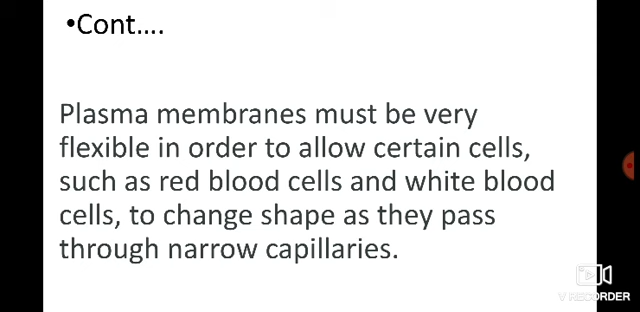 •Cont....
Plasma membranes must be very
flexible in order to allow certain cells,
such as red blood cells and white blood
cells, to change shape as they pass
through narrow capillaries.
V RECORDER